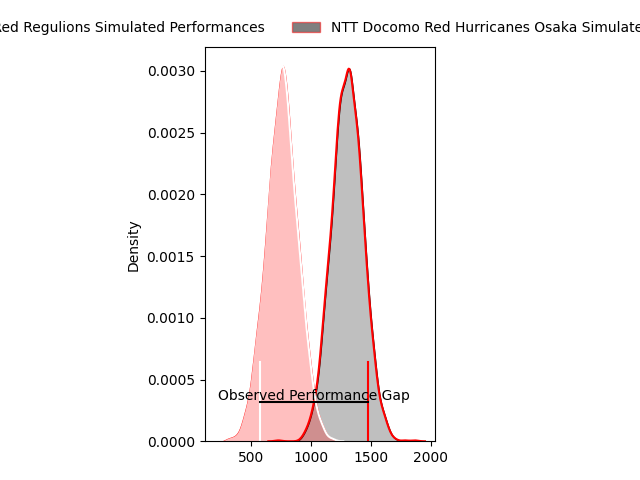 Red Regulions Simulated Performances
NTT Docomo Red Hurricanes Osaka
0.0030
0.0025
0.0020
0.0015
0.0010
0.0005
0.0000
Density
Observed Performance Gap
500 1000 1500 2000